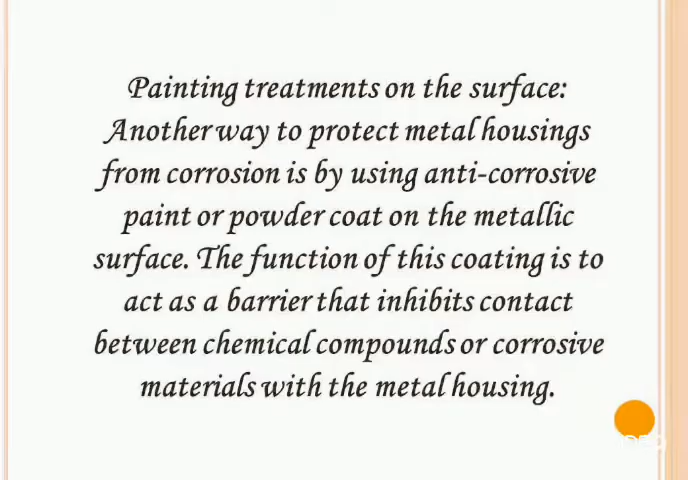 Painting treatments on the surface:
Another way to protect metal housings
from corrosion is by using anti-corrosive
paint or powder coat on the metallic
surface. The function of this coating is to
act as a barrier that inhibits contact
between chemical compounds or corrosive
materials with the metal housing.